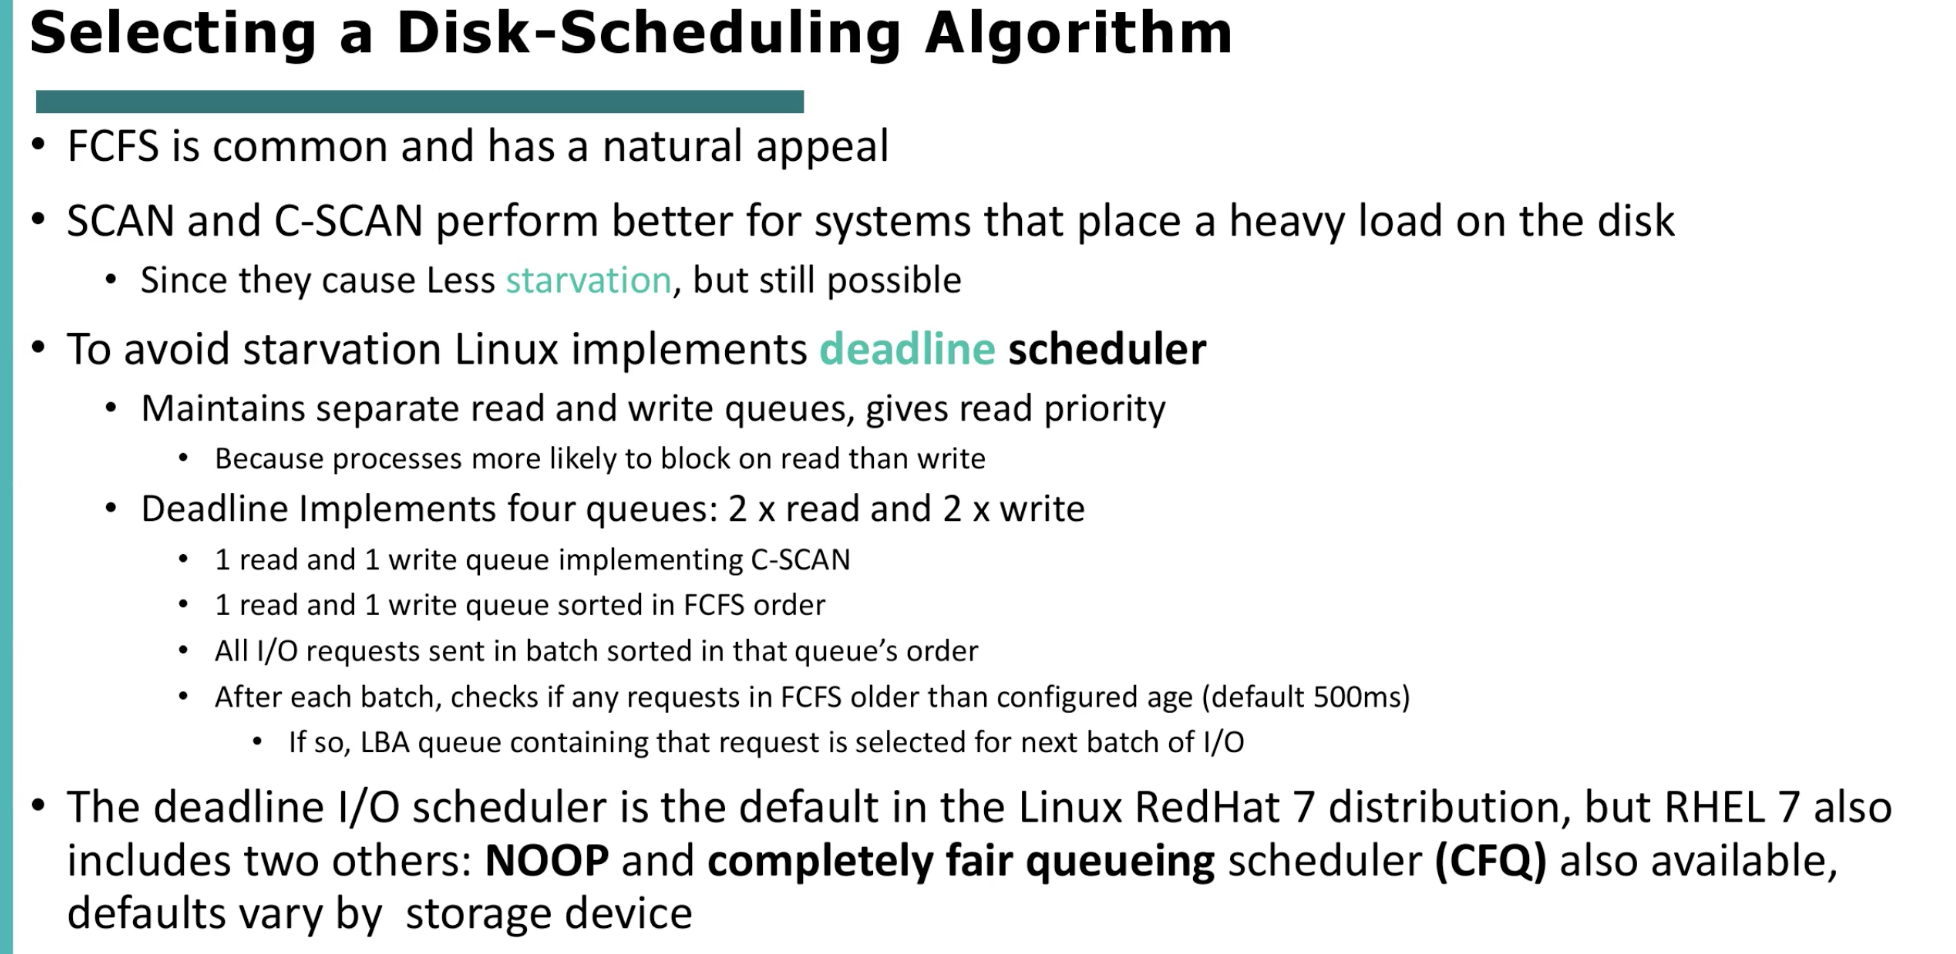 Selecting a Disk-Scheduling Algorithm
• FCFS is common and has a natural appeal
• SCAN and C-SCAN perform better for systems that place a heavy load on the disk
• Since they cause Less starvation, but still possible
• To avoid starvation Linux implements deadline scheduler
• Maintains separate read and write queues, gives read priority
• Because processes more likely to block on read than write
• Deadline Implements four queues: 2 x read and 2 x write
• 1 read and 1 write queue implementing C-SCAN
• 1 read and 1 write queue sorted in FCFS order
• All I/O requests sent in batch sorted in that queue’s order
• After each batch, checks if any requests in FCFS older than configured age (default 500ms)
• If so, LBA queue containing that request is selected for next batch of I/O
• The deadline I/O scheduler is the default in the Linux RedHat 7 distribution, but RHEL 7 also
includes two others: NOOP and completely fair queueing scheduler (CFQ) also available,
defaults vary by storage device